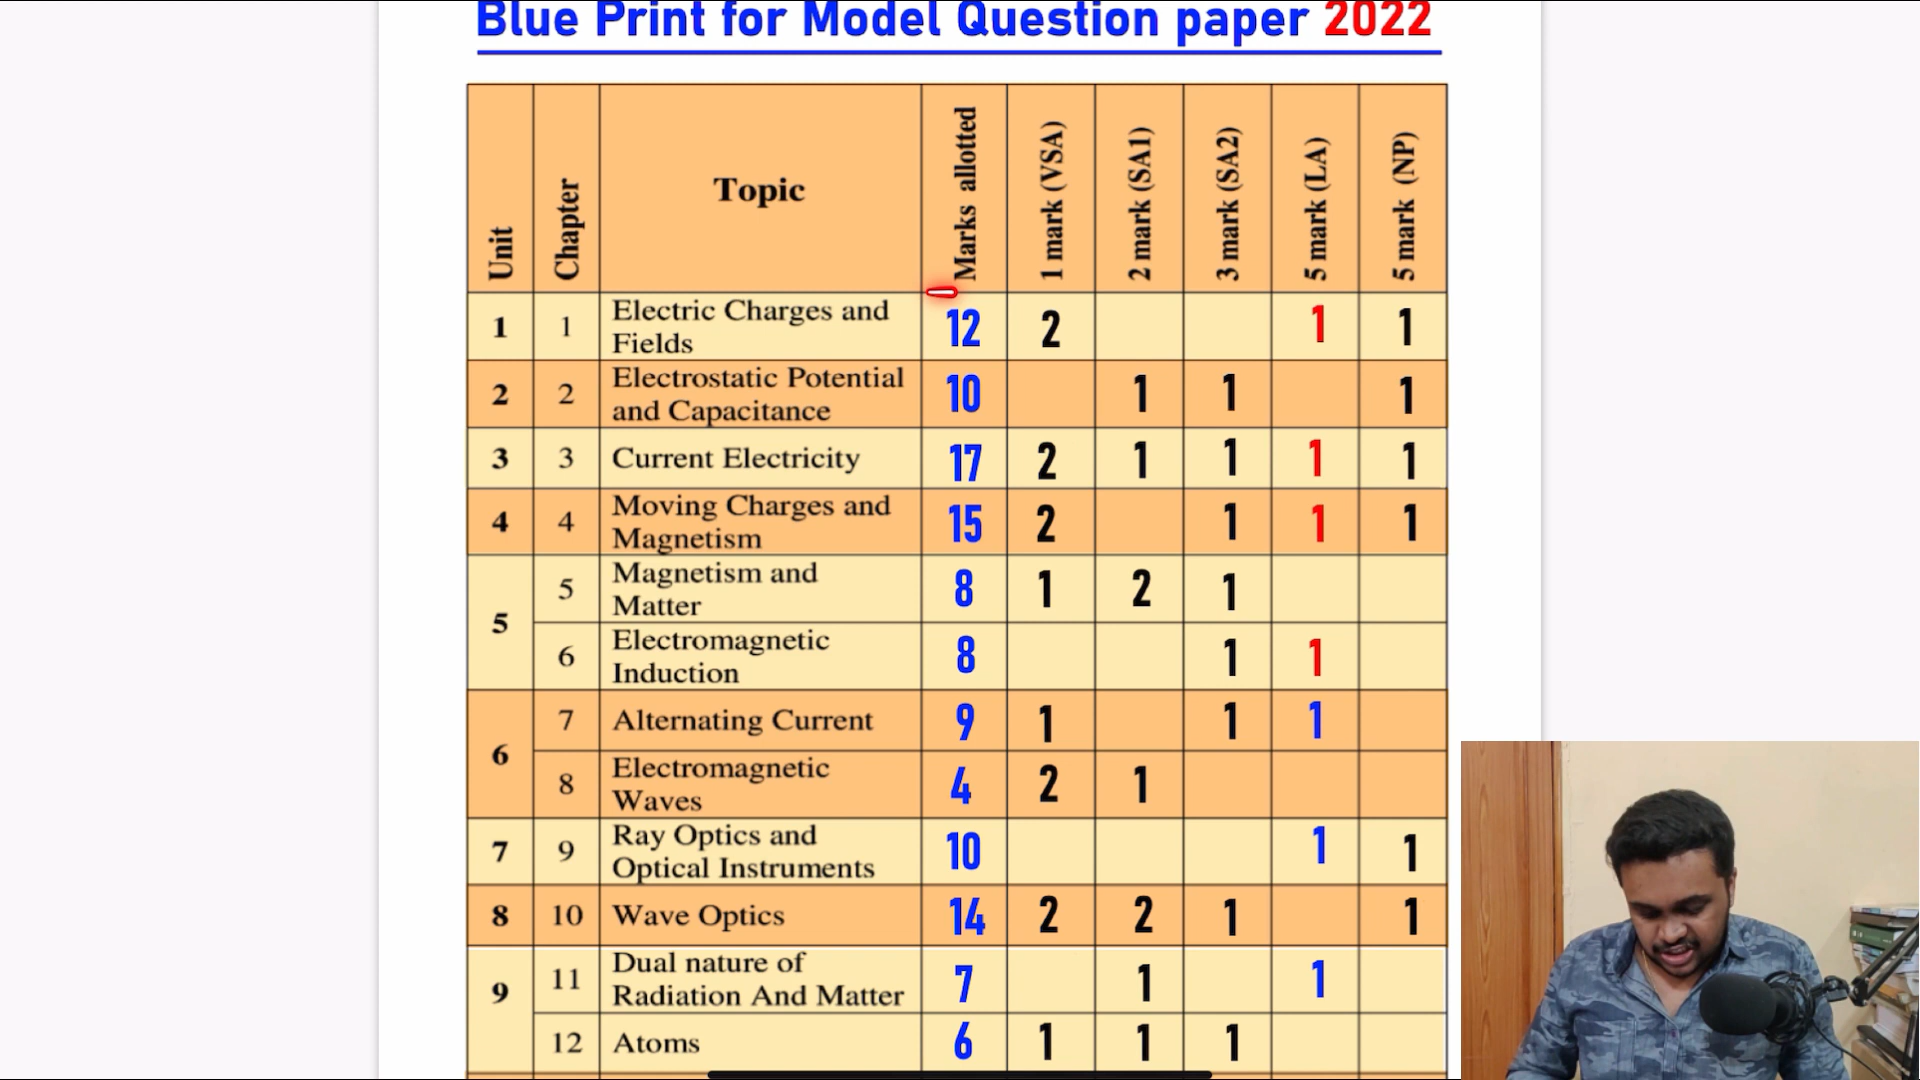 Blue Print for Model Question paper 2022
Unit
Chapter
Topic
Marks allotted
1 mark (VSA)
2 mark (SA1)
3 mark (SA2)
5 mark (LA)
5 mark (NP)
1 1 Electric Charges and
Fields 12 2 1 1
2 2 Electrostatic Potential
and Capacitance 10 1 1 1
3 3 Current Electricity 17 2 1 1 1 1
4 4 Moving Charges and
Magnetism 15 2 1 1 1
5 5 Magnetism and
Matter 8 1 2 1
6 Electromagnetic
Induction 8 1 1
6 7 Alternating Current 9 1 1 1
8 Electromagnetic
Waves 4 2 1
7 9 Ray Optics and
Optical Instruments 10 1 1
8 10 Wave Optics 14 2 2 1 1
9 11 Dual nature of
Radiation And Matter 7 1 1
12 Atoms 6 1 1 1